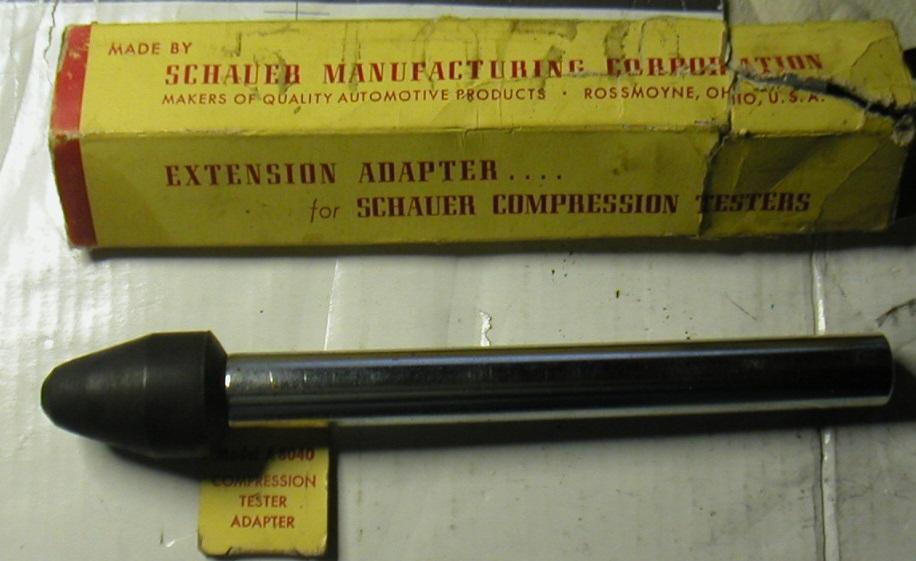 MADE BY
SCHAUER MANUFACTURING CORPORATION
MAKERS OF QUALITY AUTOMOTIVE PRODUCTS · ROSSMOYNE, OHIO, U.S.A.
EXTENSION ADAPTER....
for SCHAUER COMPRESSION TESTERS
8040
COMPRESSION
TESTER
ADAPTER